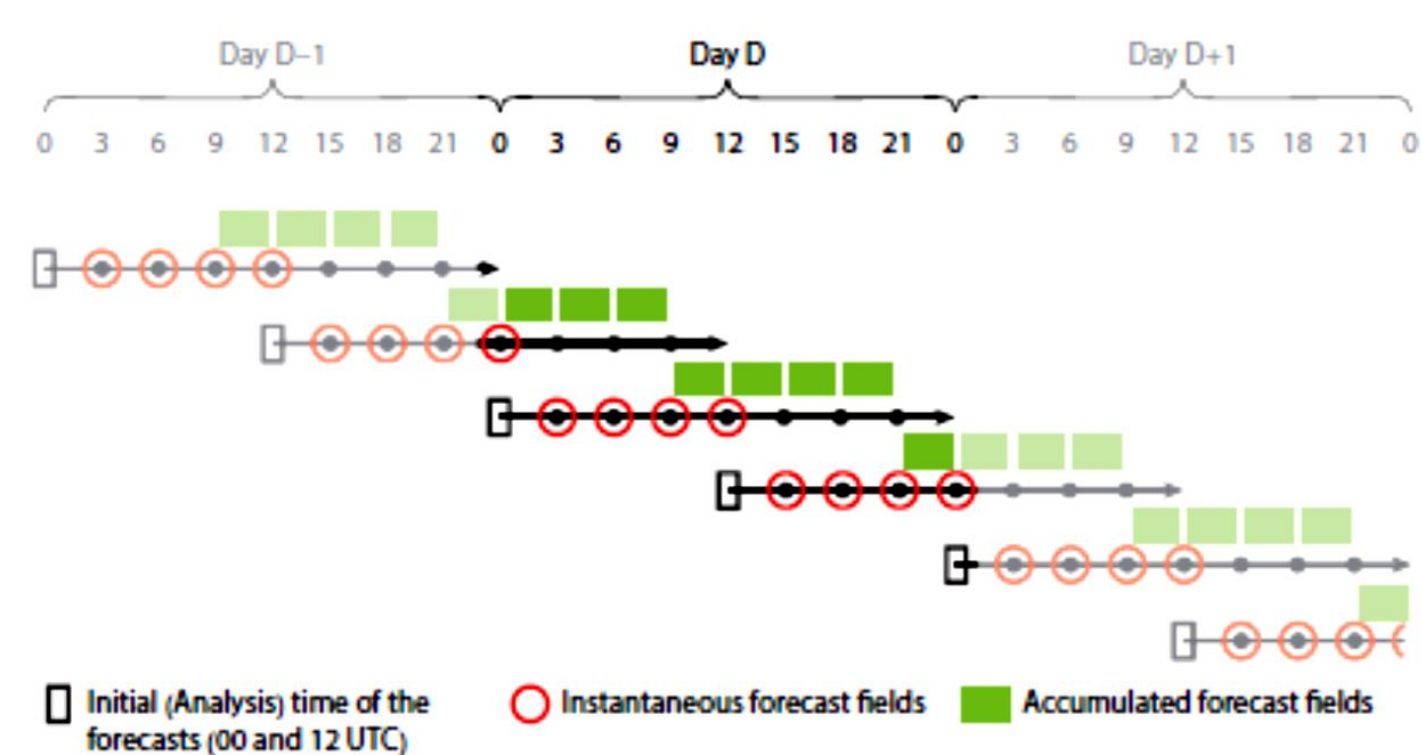 Day D–1 Day D Day D+1
0 3 6 9 12 15 18 21 0 3 6 9 12 15 18 21 0 3 6 9 12 15 18 21 0
Initial (Analysis) time of the
forecasts (00 and 12 UTC)
Instantaneous forecast fields
Accumulated forecast fields